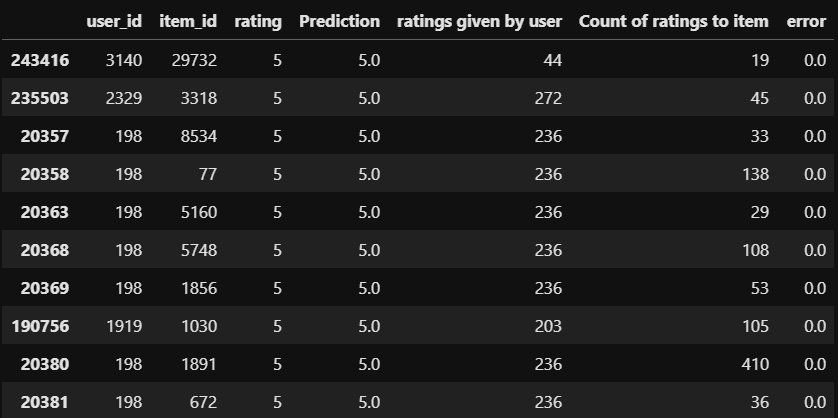 user_id item_id rating Prediction ratings given by user Count of ratings to item error
243416 3140 29732 5 5.0 44 19 0.0
235503 2329 3318 5 5.0 272 45 0.0
20357 198 8534 5 5.0 236 33 0.0
20358 198 77 5 5.0 236 138 0.0
20363 198 5160 5 5.0 236 29 0.0
20368 198 5748 5 5.0 236 108 0.0
20369 198 1856 5 5.0 236 53 0.0
190756 1919 1030 5 5.0 203 105 0.0
20380 198 1891 5 5.0 236 410 0.0
20381 198 672 5 5.0 236 36 0.0